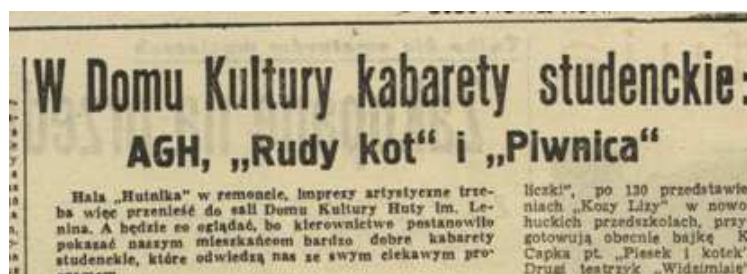 W Domu Kultury kabarety studenckie:
AGH, „Rudy kot“ i „Piwnica“
Hala „Hutnika“ w remoncie, imprezy artystyczne trze-
ba więc przenieść do sali Domu Kultury Huty im. Le-
nina. A będzie co oglądać, bo kierownictwo postanowiło
pokazać naszym mieszkańcom bardzo dobre kabarety
studenckie, które odwiedzą nas ze swym ciekawym pro-
liczki", po 130 przedstawie
niach „Kozy Lizy" w nowo
huckich przedszkolach, przy
gotowują obecnie bajkę K
Capka pt. „Piesek i kotek"
Drugi teatrzyk